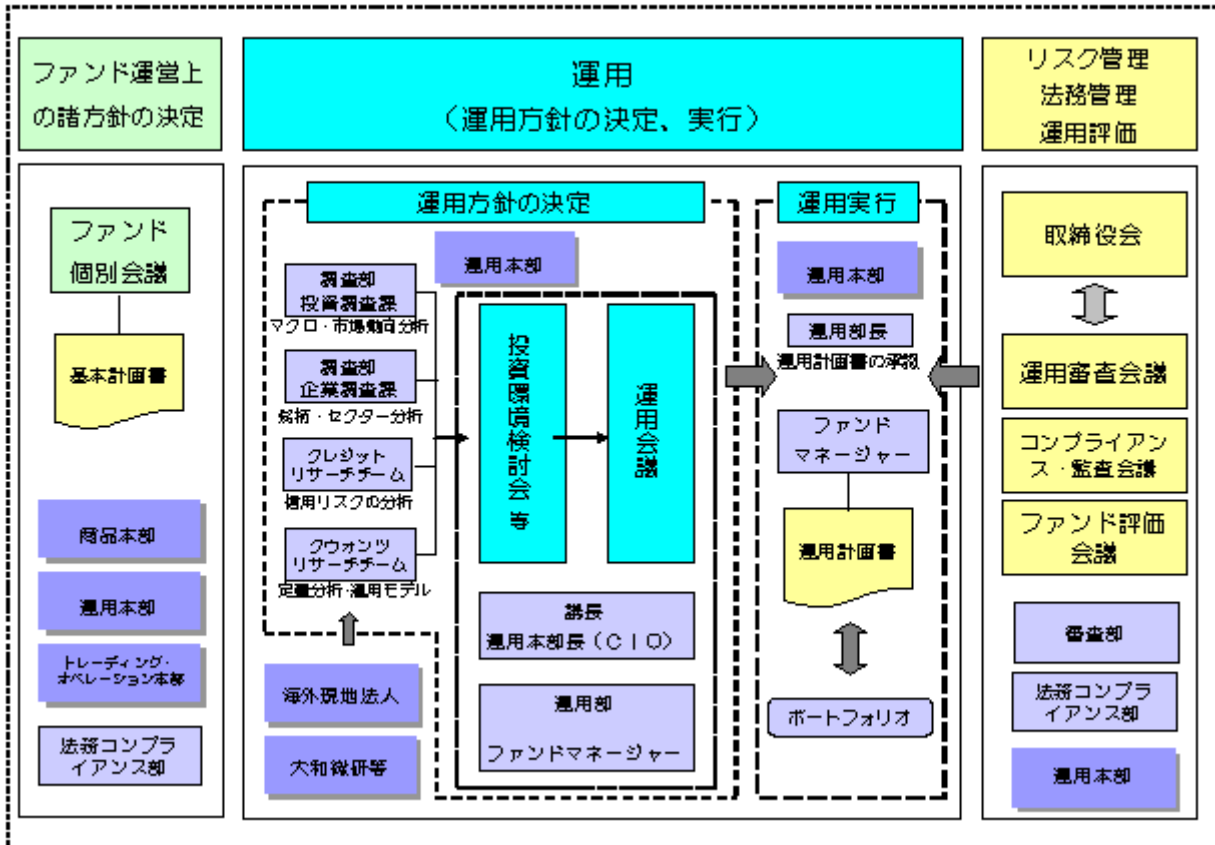 ファンド運営上
の諸方針の決定
運用
（運用方針の決定、実行）
リスク管理
法務管理
運用評価
ファンド
個別会議
基本計画書
商品本部
運用本部
トレーディング・
オペレーション本部
法務コンプラ
イアンス部
運用方針の決定
運用本部
調査部
投資調査課
マクロ・市場動向分析
調査部
企業調査課
銘柄・セクター分析
クレジット
リサーチチーム
信用リスクの分析
クウォンツ
リサーチチーム
定量分析・運用モデル
海外現地法人
大和総研等
投資環境検討会 等
運用会議
議長
運用本部長（ＣＩＯ）
運用部
ファンドマネージャー
運用実行
運用本部
運用部長
運用計画書の承認
ファンド
マネージャー
運用計画書
ポートフォリオ
取締役会
運用審査会議
コンプライアン
ス・監査会議
ファンド評価
会議
審査部
法務コンプラ
イアンス部
運用本部